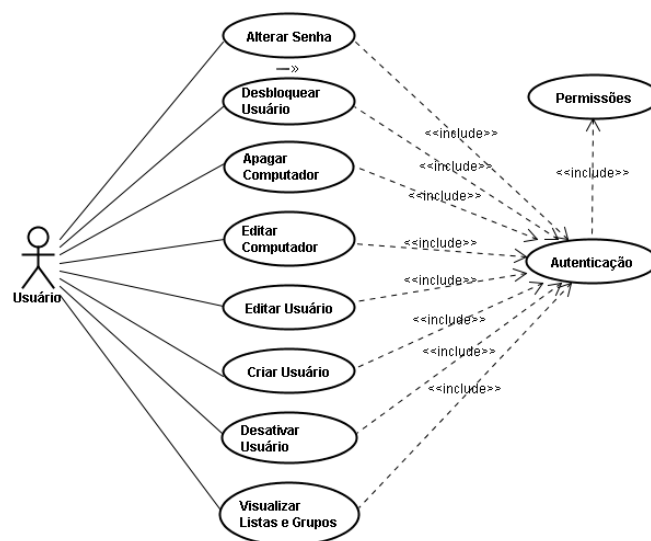 Alterar Senha
—»
Desbloquear
Usuário
Permissões
<<include>>
Apagar
Computador
<<include>>
<<include>>
<<include>>
Editar
Computador
<<include>>
Autenticação
Usuário
<<include>>
Editar Usuário
<<include>>
Criar Usuário
<<include>>
<<include>>
Desativar
Usuário
Visualizar
Listas e Grupos